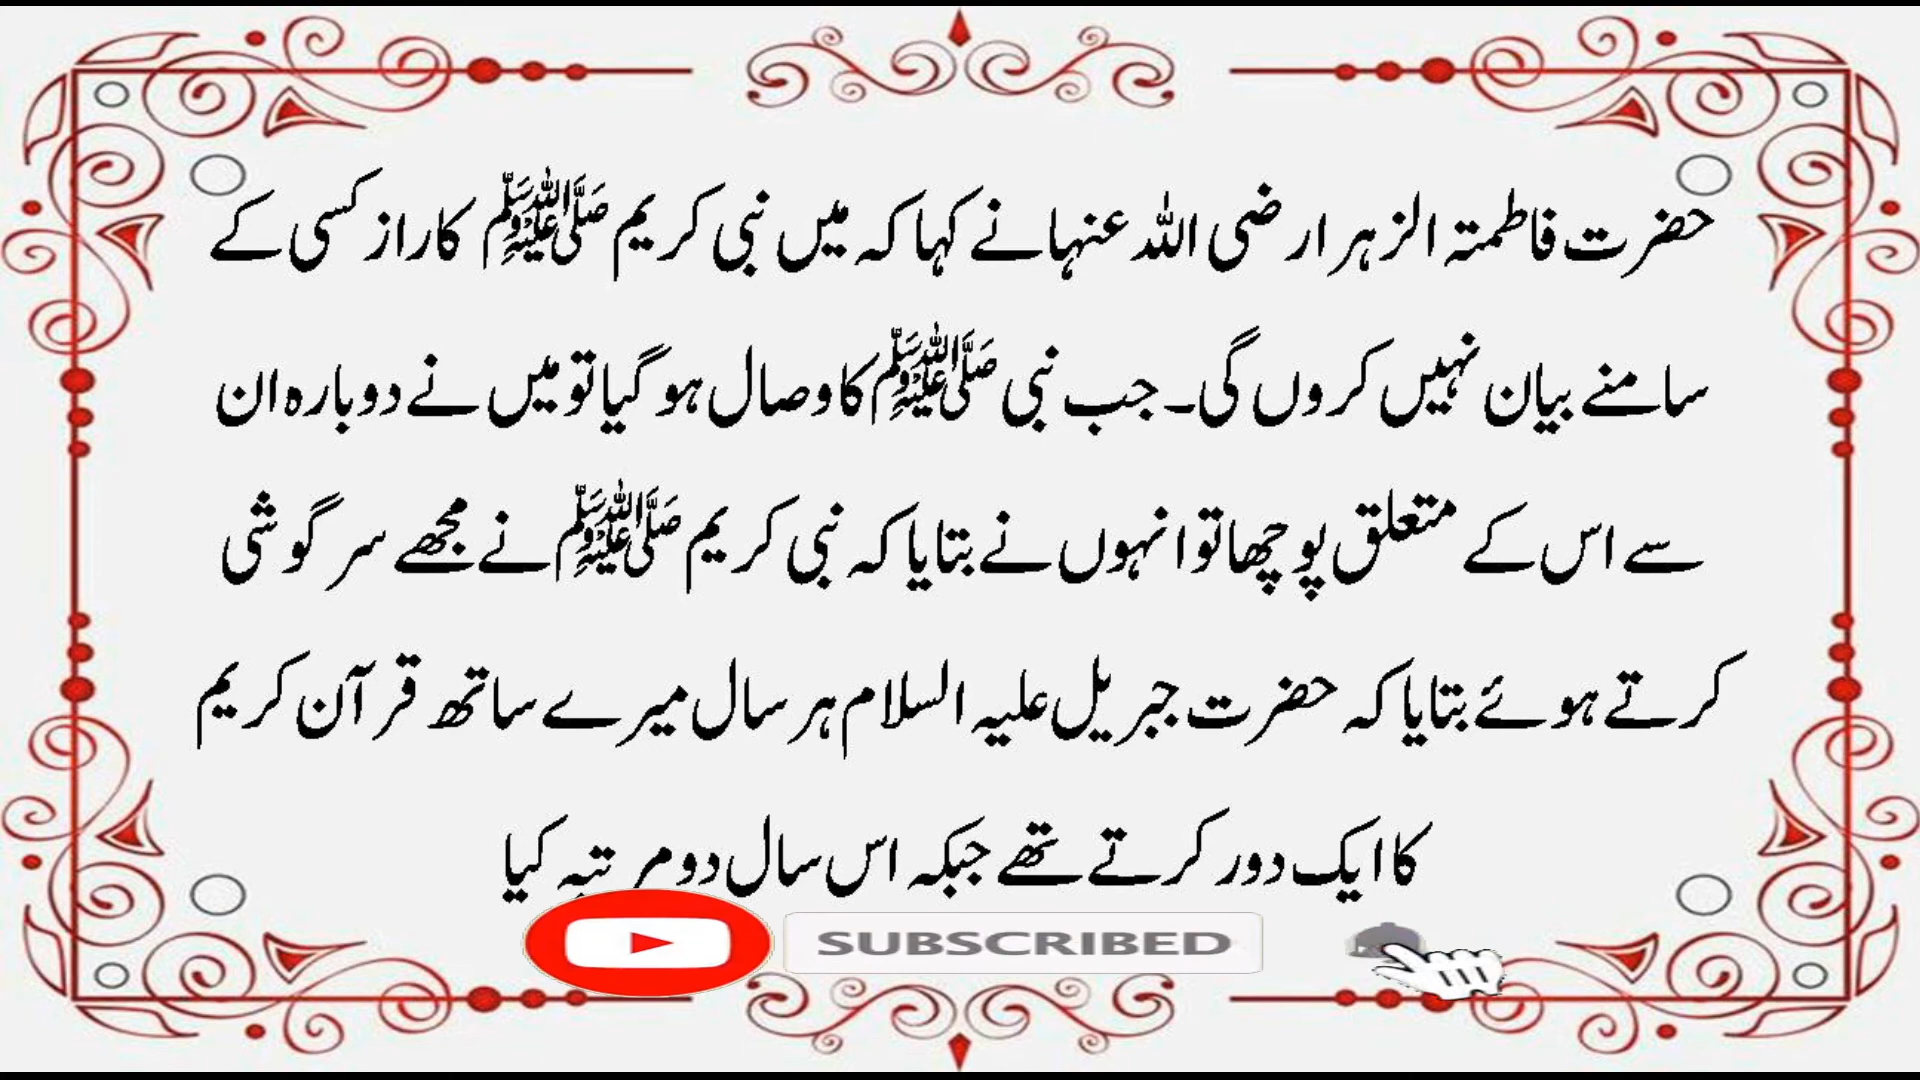 حضرت فاطمتہ الزہرا رضی اللہ عنہا نے کہا کہ میں نبی کریم ﷺ کا راز کسی کے
سامنے بیان نہیں کروں گی۔ جب نبی ﷺ کا وصال ہو گیا تو میں نے دوبارہ ان
سے اس کے متعلق پوچھا تو انہوں نے بتایا کہ نبی کریم ﷺ نے مجھے سر گوشی
کرتے ہوئے بتایا کہ حضرت جبریل علیہ السلام ہر سال میرے ساتھ قرآن کریم
کا ایک دور کرتے تھے جبکہ اس سال دو مرتبہ کیا
SUBSCRIBED